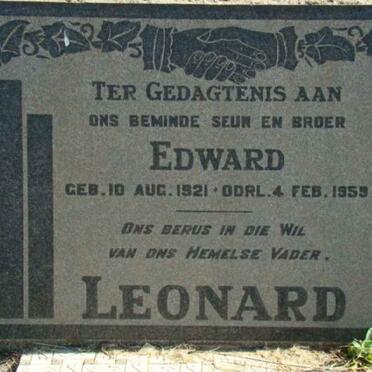 TER GEDAGTENIS AAN
ONS BEMINDE SEUN EN BROER
EDWARD
GEB. 10 AUG. 1921 · OORL. 4 FEB. 1959
ONS BERUS IN DIE WIL
VAN ONS HEMELSE VADER.
LEONARD